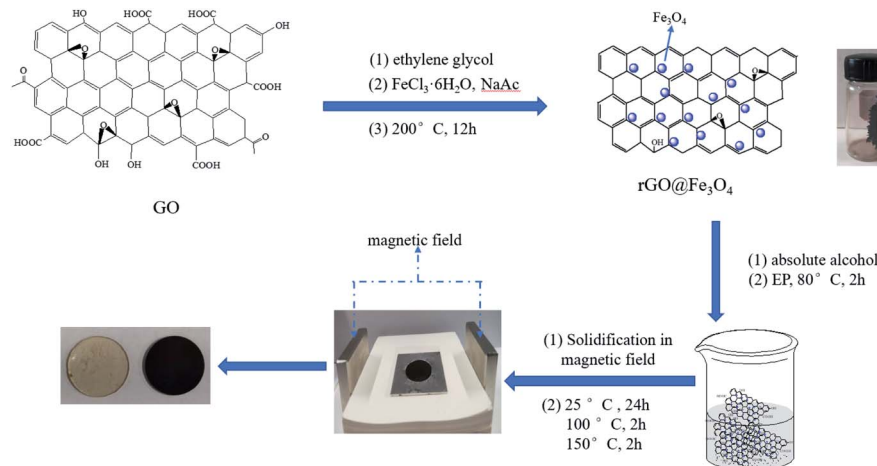 HO
HOOC
HOOC
OH
O
O
O
COOH
O
O
HOOC
O
OH
OH
COOH
GO
(1) ethylene glycol
(2) FeCl₃·6H₂O, NaAc
(3) 200° C, 12h
Fe₃O₄
O
O
OH
rGO@Fe₃O₄
(1) absolute alcohol
(2) EP, 80° C, 2h
magnetic field
(1) Solidification in
magnetic field
(2) 25 ° C , 24h
100 ° C, 2h
150° C, 2h